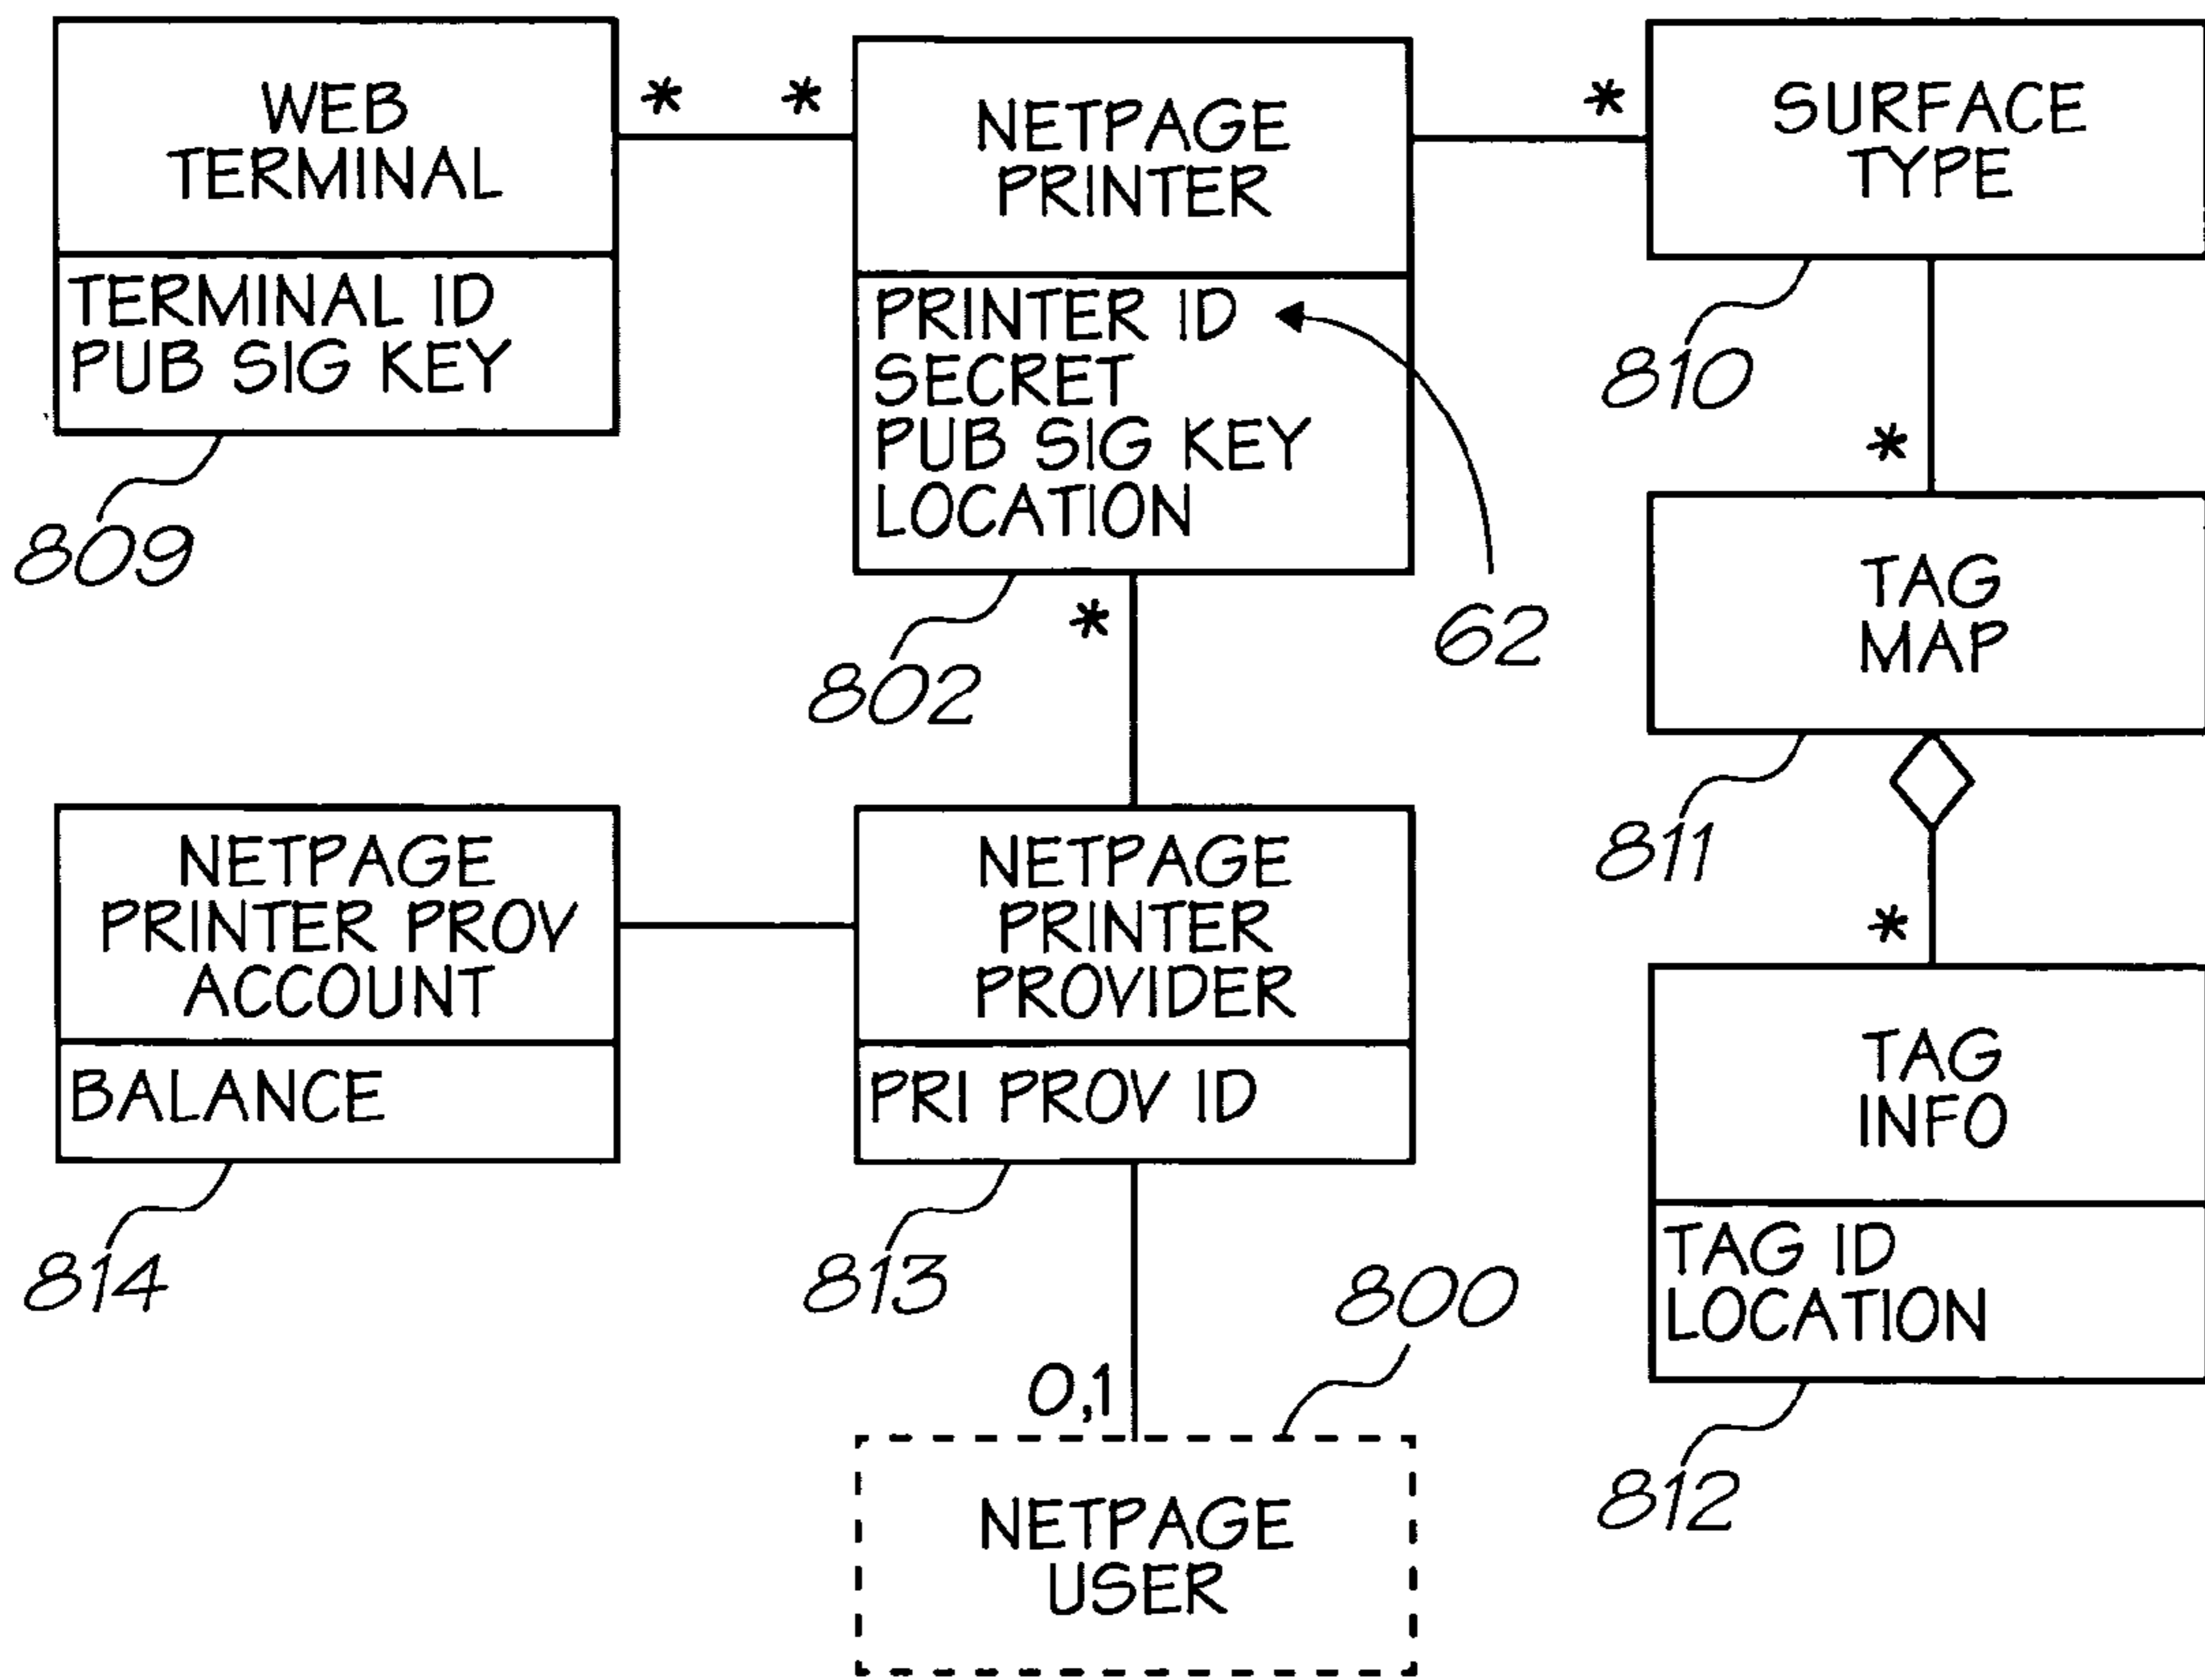 WEB
TERMINAL
TERMINAL ID
PUB SIG KEY
809
*
*
NETPAGE
PRINTER
PRINTER ID
SECRET
PUB SIG KEY
LOCATION
62
802
*
*
SURFACE
TYPE
810
*
TAG
MAP
811
*
TAG
INFO
TAG ID
LOCATION
812
NETPAGE
PRINTER PROV
ACCOUNT
BALANCE
814
NETPAGE
PRINTER
PROVIDER
PRI PROV ID
813
800
0,1
NETPAGE
USER